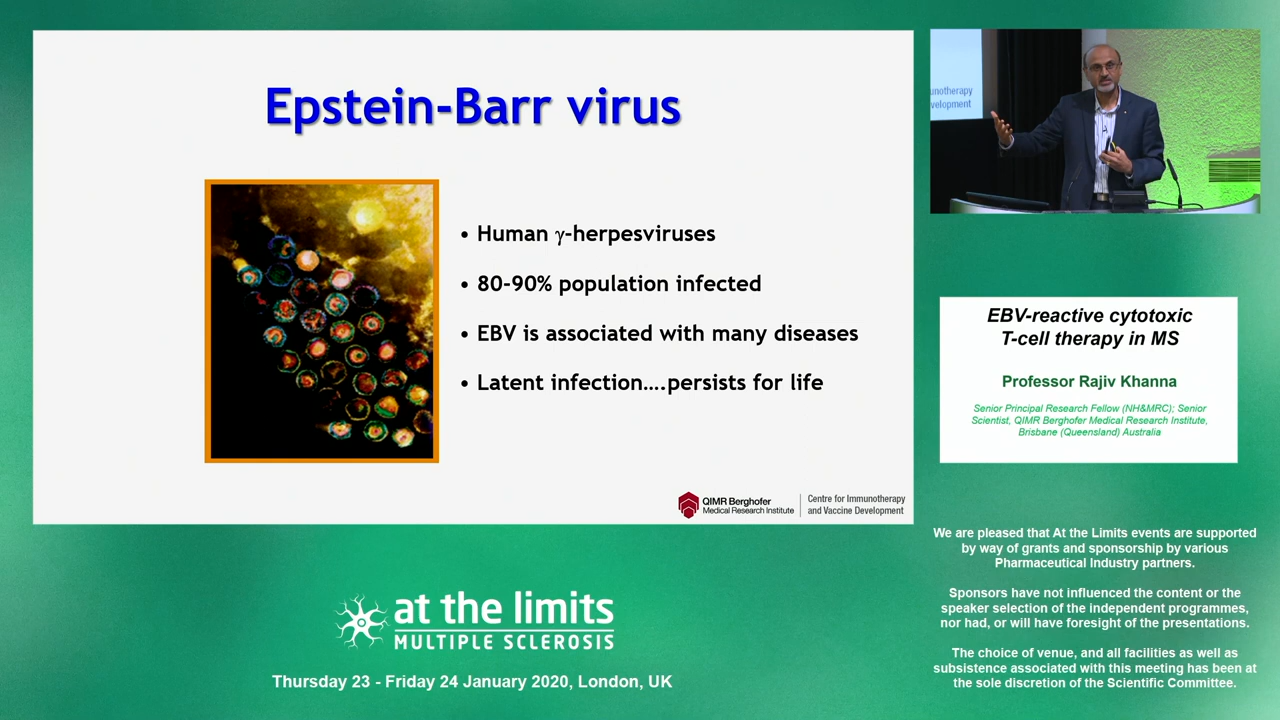 Epstein-Barr virus
• Human γ-herpesviruses
• 80-90% population infected
• EBV is associated with many diseases
• Latent infection....persists for life
QIMR Berghofer
Medical Research Institute
Centre for Immunotherapy
and Vaccine Development
unotherapy
velopment
EBV-reactive cytotoxic
T-cell therapy in MS
Professor Rajiv Khanna
Senior Principal Research Fellow (NH&MRC); Senior
Scientist, QIMR Berghofer Medical Research Institute,
Brisbane (Queensland) Australia
We are pleased that At the Limits events are supported
by way of grants and sponsorship by various
Pharmaceutical Industry partners.
Sponsors have not influenced the content or the
speaker selection of the independent programmes,
nor had, or will have foresight of the presentations.
The choice of venue, and all facilities as well as
subsistence associated with this meeting has been at
the sole discretion of the Scientific Committee.
at the limits
MULTIPLE SCLEROSIS
Thursday 23 - Friday 24 January 2020, London, UK